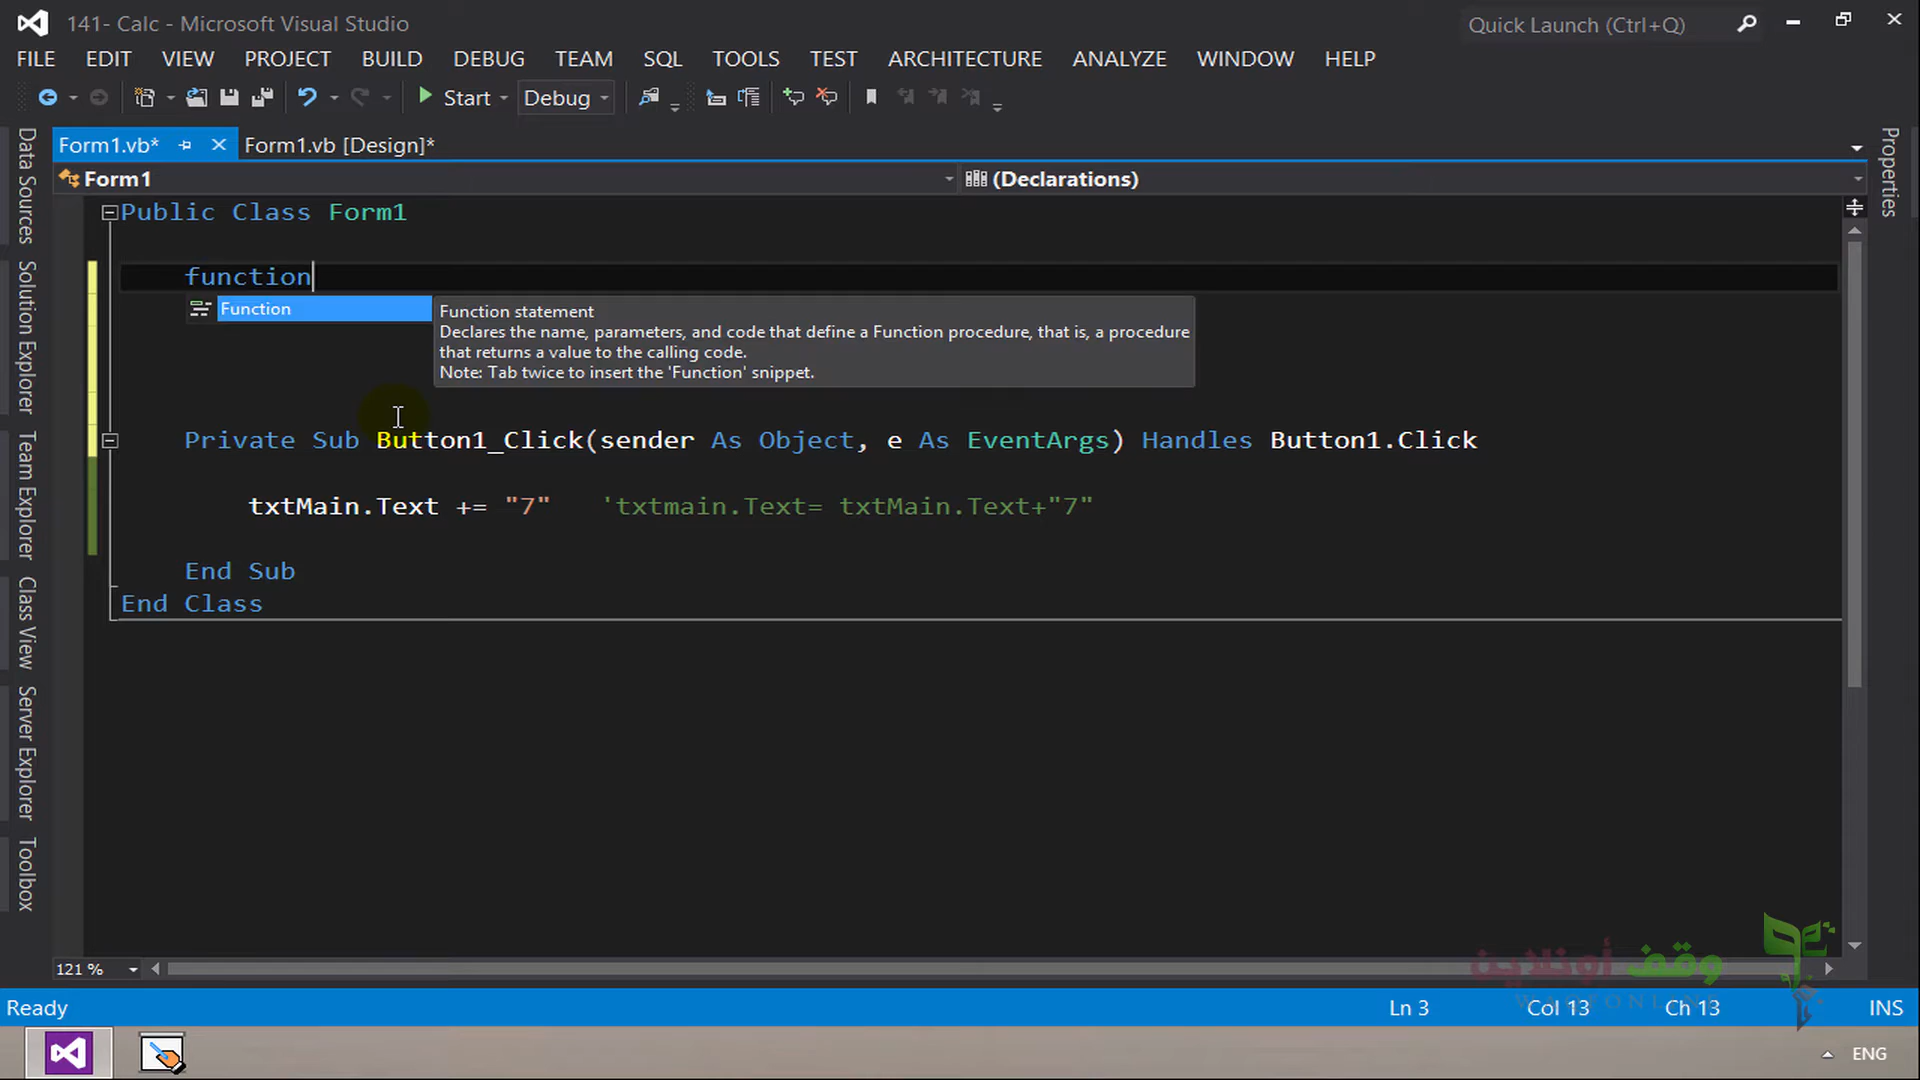 141- Calc - Microsoft Visual Studio
Quick Launch (Ctrl+Q)
FILE EDIT VIEW PROJECT BUILD DEBUG TEAM SQL TOOLS TEST ARCHITECTURE ANALYZE WINDOW HELP
Start Debug
Form1.vb* Form1.vb [Design]*
Form1 (Declarations)
Public Class Form1
function
Function
Function statement
Declares the name, parameters, and code that define a Function procedure, that is, a procedure
that returns a value to the calling code.
Note: Tab twice to insert the 'Function' snippet.
Private Sub Button1_Click(sender As Object, e As EventArgs) Handles Button1.Click
txtMain.Text += "7" 'txtmain.Text= txtMain.Text+"7"
End Sub
End Class
Data Sources
Solution Explorer
Team Explorer
Class View
Server Explorer
Toolbox
Properties
121 %
وقف أونلاين
WAQFONLINE
Ready Ln 3 Col 13 Ch 13 INS
ENG